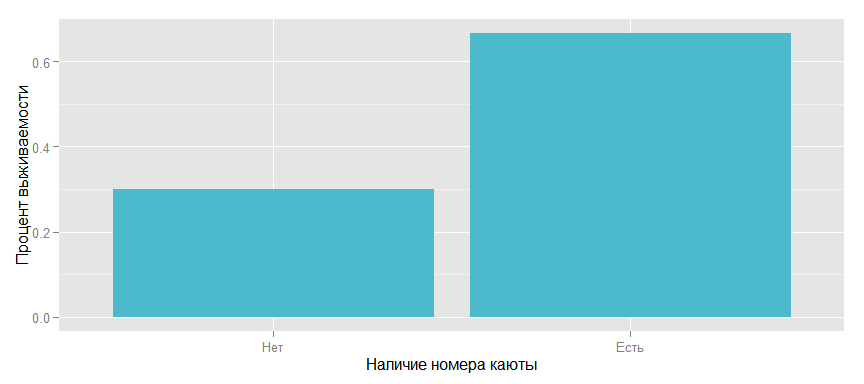 Процент выживаемости
0.6
0.4
0.2
0.0
Нет
Есть
Наличие номера каюты